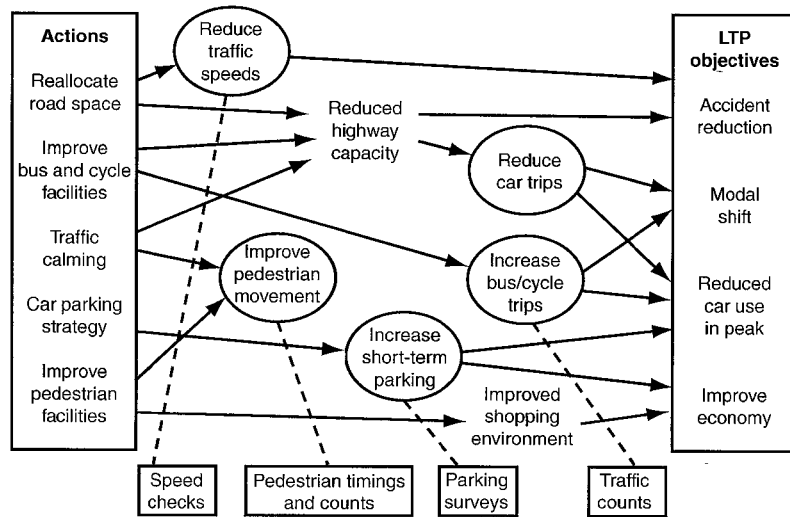 Actions
Reallocate
road space
Improve
bus and cycle
facilities
Traffic
calming
Car parking
strategy
Improve
pedestrian
facilities
Reduce
traffic
speeds
Reduced
highway
capacity
Improve
pedestrian
movement
Reduce
car trips
Increase
bus/cycle
trips
Increase
short-term
parking
Improved
shopping
environment
LTP
objectives
Accident
reduction
Modal
shift
Reduced
car use
in peak
Improve
economy
Speed
checks
Pedestrian timings
and counts
Parking
surveys
Traffic
counts